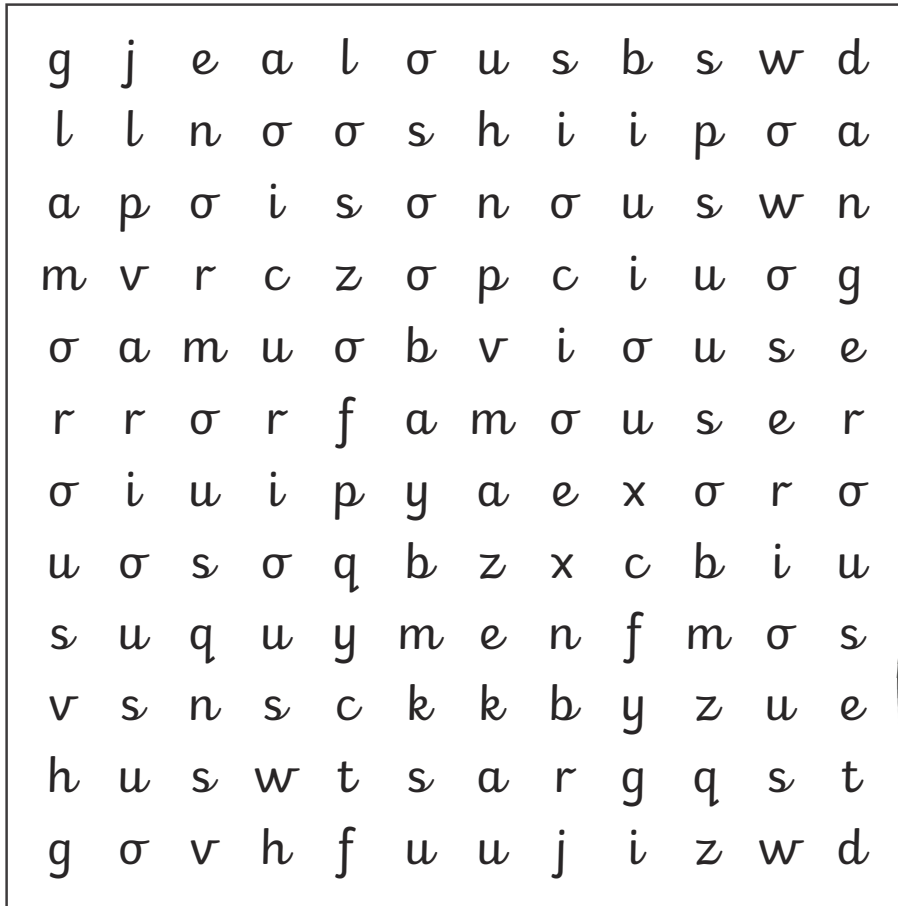 g j e a l o u s b s w d
l l n o o s h i i p o a
a p o i s o n o u s w n
m v r c z o p c i u o g
o a m u o b v i o u s e
r r o r f a m o u s e r
o i u i p y a e x o r o
u o s o q b z x c b i u
s u q u y m e n f m o s
v s n s c k k b y z u e
h u s w t s a r g q s t
g o v h f u u j i z w d